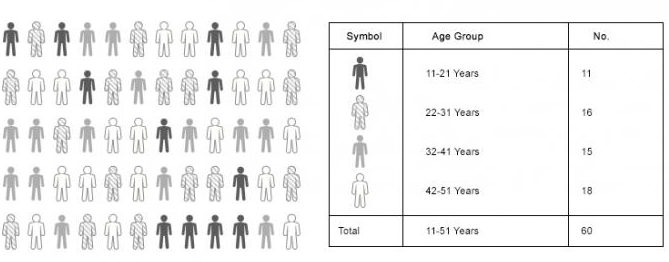 Symbol Age Group No.
11-21 Years 11
22-31 Years 16
32-41 Years 15
42-51 Years 18
Total 11-51 Years 60